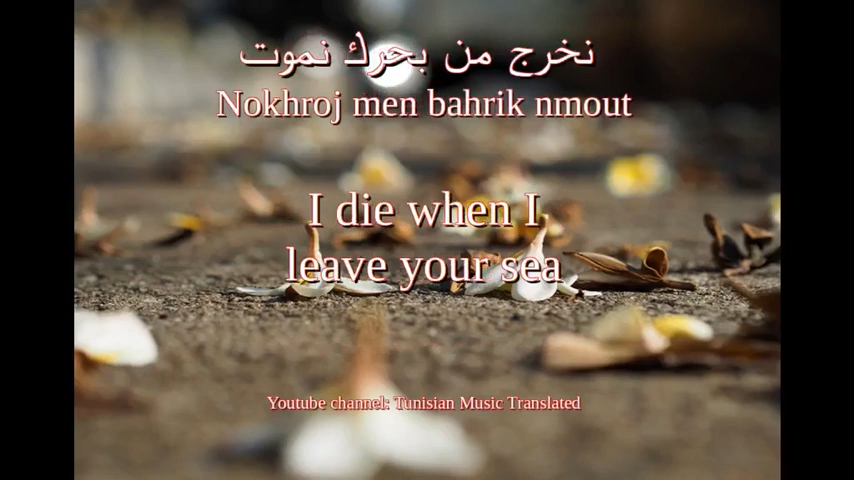 نخرج من بحرك نموت
Nokhroj men bahrik nmout
I die when I
leave your sea
Youtube channel: Tunisian Music Translated